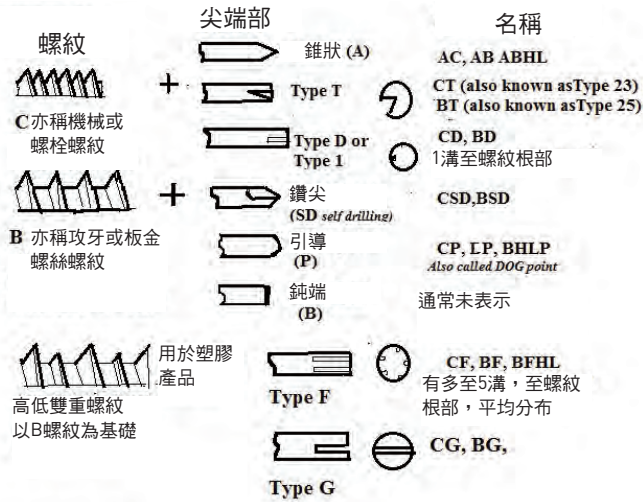 螺紋
尖端部
名稱
錐狀 (A)
AC, AB ABHL
Type T
CT (also known asType 23)
BT (also known asType 25)
C亦稱機械或
螺栓螺紋
Type D or
Type 1
CD, BD
1溝至螺紋根部
鑽尖
(SD self drilling)
CSD,BSD
B 亦稱攻牙或板金
螺絲螺紋
引導
(P)
CP, LP, BHLP
Also called DOG point
鈍端
(B)
通常未表示
用於塑膠
產品
高低雙重螺紋
以B螺紋為基礎
Type F
CF, BF, BFHL
有多至5溝，至螺紋
根部，平均分布
Type G
CG, BG,